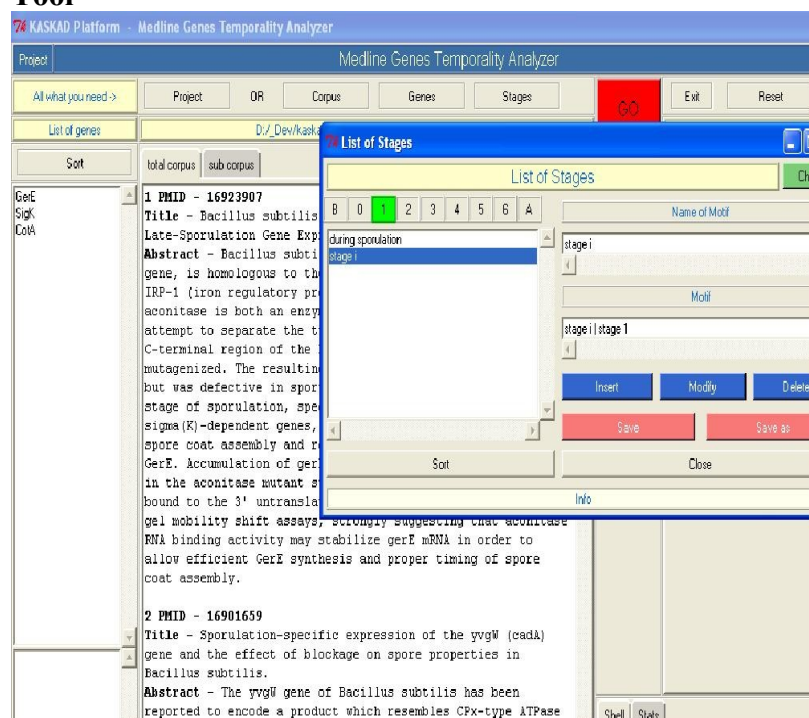 Tool
KASKAD Platform - Medline Genes Temporality Analyzer
Project
Medline Genes Temporality Analyzer
All what you need ->
Project
OR
Corpus
Genes
Stages
GO
Exit
Reset
List of genes
D:/_Dev/kaska
Sort
total corpus
sub corpus
GerE
SigK
CotA
1 PMID - 16923907
Title - Bacillus subtilis
Late-Sporulation Gene Exp
Abstract - Bacillus subti
gene, is homologous to th
IRP-1 (iron regulatory pr
aconitase is both an enzy
attempt to separate the t
C-terminal region of the
mutagenized. The resultin
but was defective in spor
stage of sporulation, spe
sigma(K)-dependent genes,
spore coat assembly and r
GerE. Accumulation of ger
in the aconitase mutant s
bound to the 3' untransla
gel mobility shift assays, strongly suggesting that aconitase
RNA binding activity may stabilize gerE mRNA in order to
allow efficient GerE synthesis and proper timing of spore
coat assembly.
2 PMID - 16901659
Title - Sporulation-specific expression of the yvgW (cadA)
gene and the effect of blockage on spore properties in
Bacillus subtilis.
Abstract - The yvgW gene of Bacillus subtilis has been
reported to encode a product which resembles CPx-type ATPase
List of Stages
List of Stages
Ch
B 0 1 2 3 4 5 6 A
Name of Motif
during sporulation
stage i
stage i
Motif
stage i | stage 1
Insert
Modify
Delete
Save
Save as
Sort
Close
Info
Shell
Stats